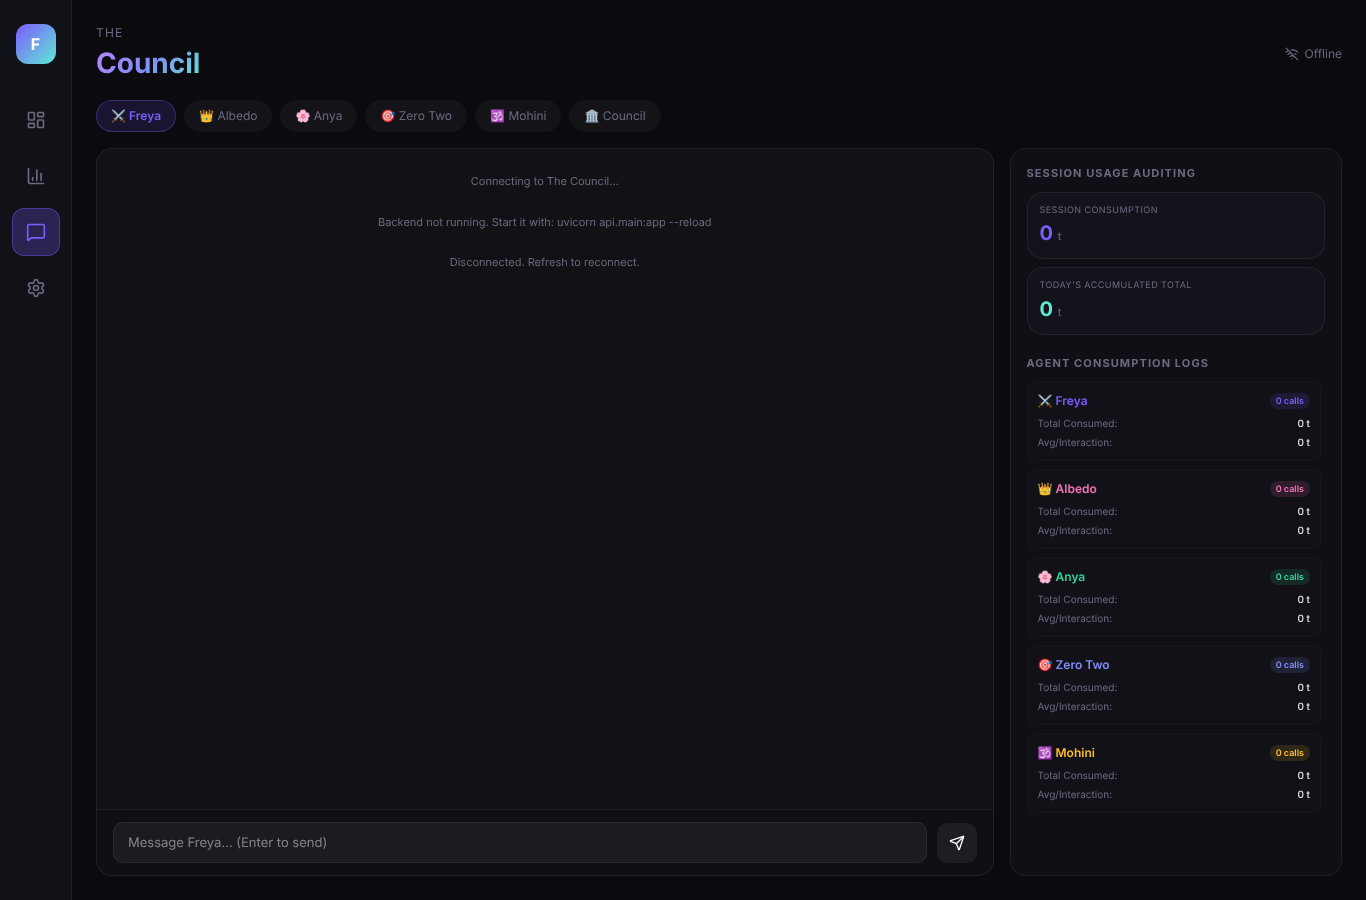 F
THE
Council
Offline
⚔️ Freya
👑 Albedo
🌸 Anya
🎯 Zero Two
🕉️ Mohini
🏛️ Council
Connecting to The Council...
Backend not running. Start it with: uvicorn api.main:app --reload
Disconnected. Refresh to reconnect.
Message Freya... (Enter to send)
SESSION USAGE AUDITING
SESSION CONSUMPTION
0 t
TODAY'S ACCUMULATED TOTAL
0 t
AGENT CONSUMPTION LOGS
⚔️ Freya 0 calls
Total Consumed: 0 t
Avg/Interaction: 0 t
👑 Albedo 0 calls
Total Consumed: 0 t
Avg/Interaction: 0 t
🌸 Anya 0 calls
Total Consumed: 0 t
Avg/Interaction: 0 t
🎯 Zero Two 0 calls
Total Consumed: 0 t
Avg/Interaction: 0 t
🕉️ Mohini 0 calls
Total Consumed: 0 t
Avg/Interaction: 0 t